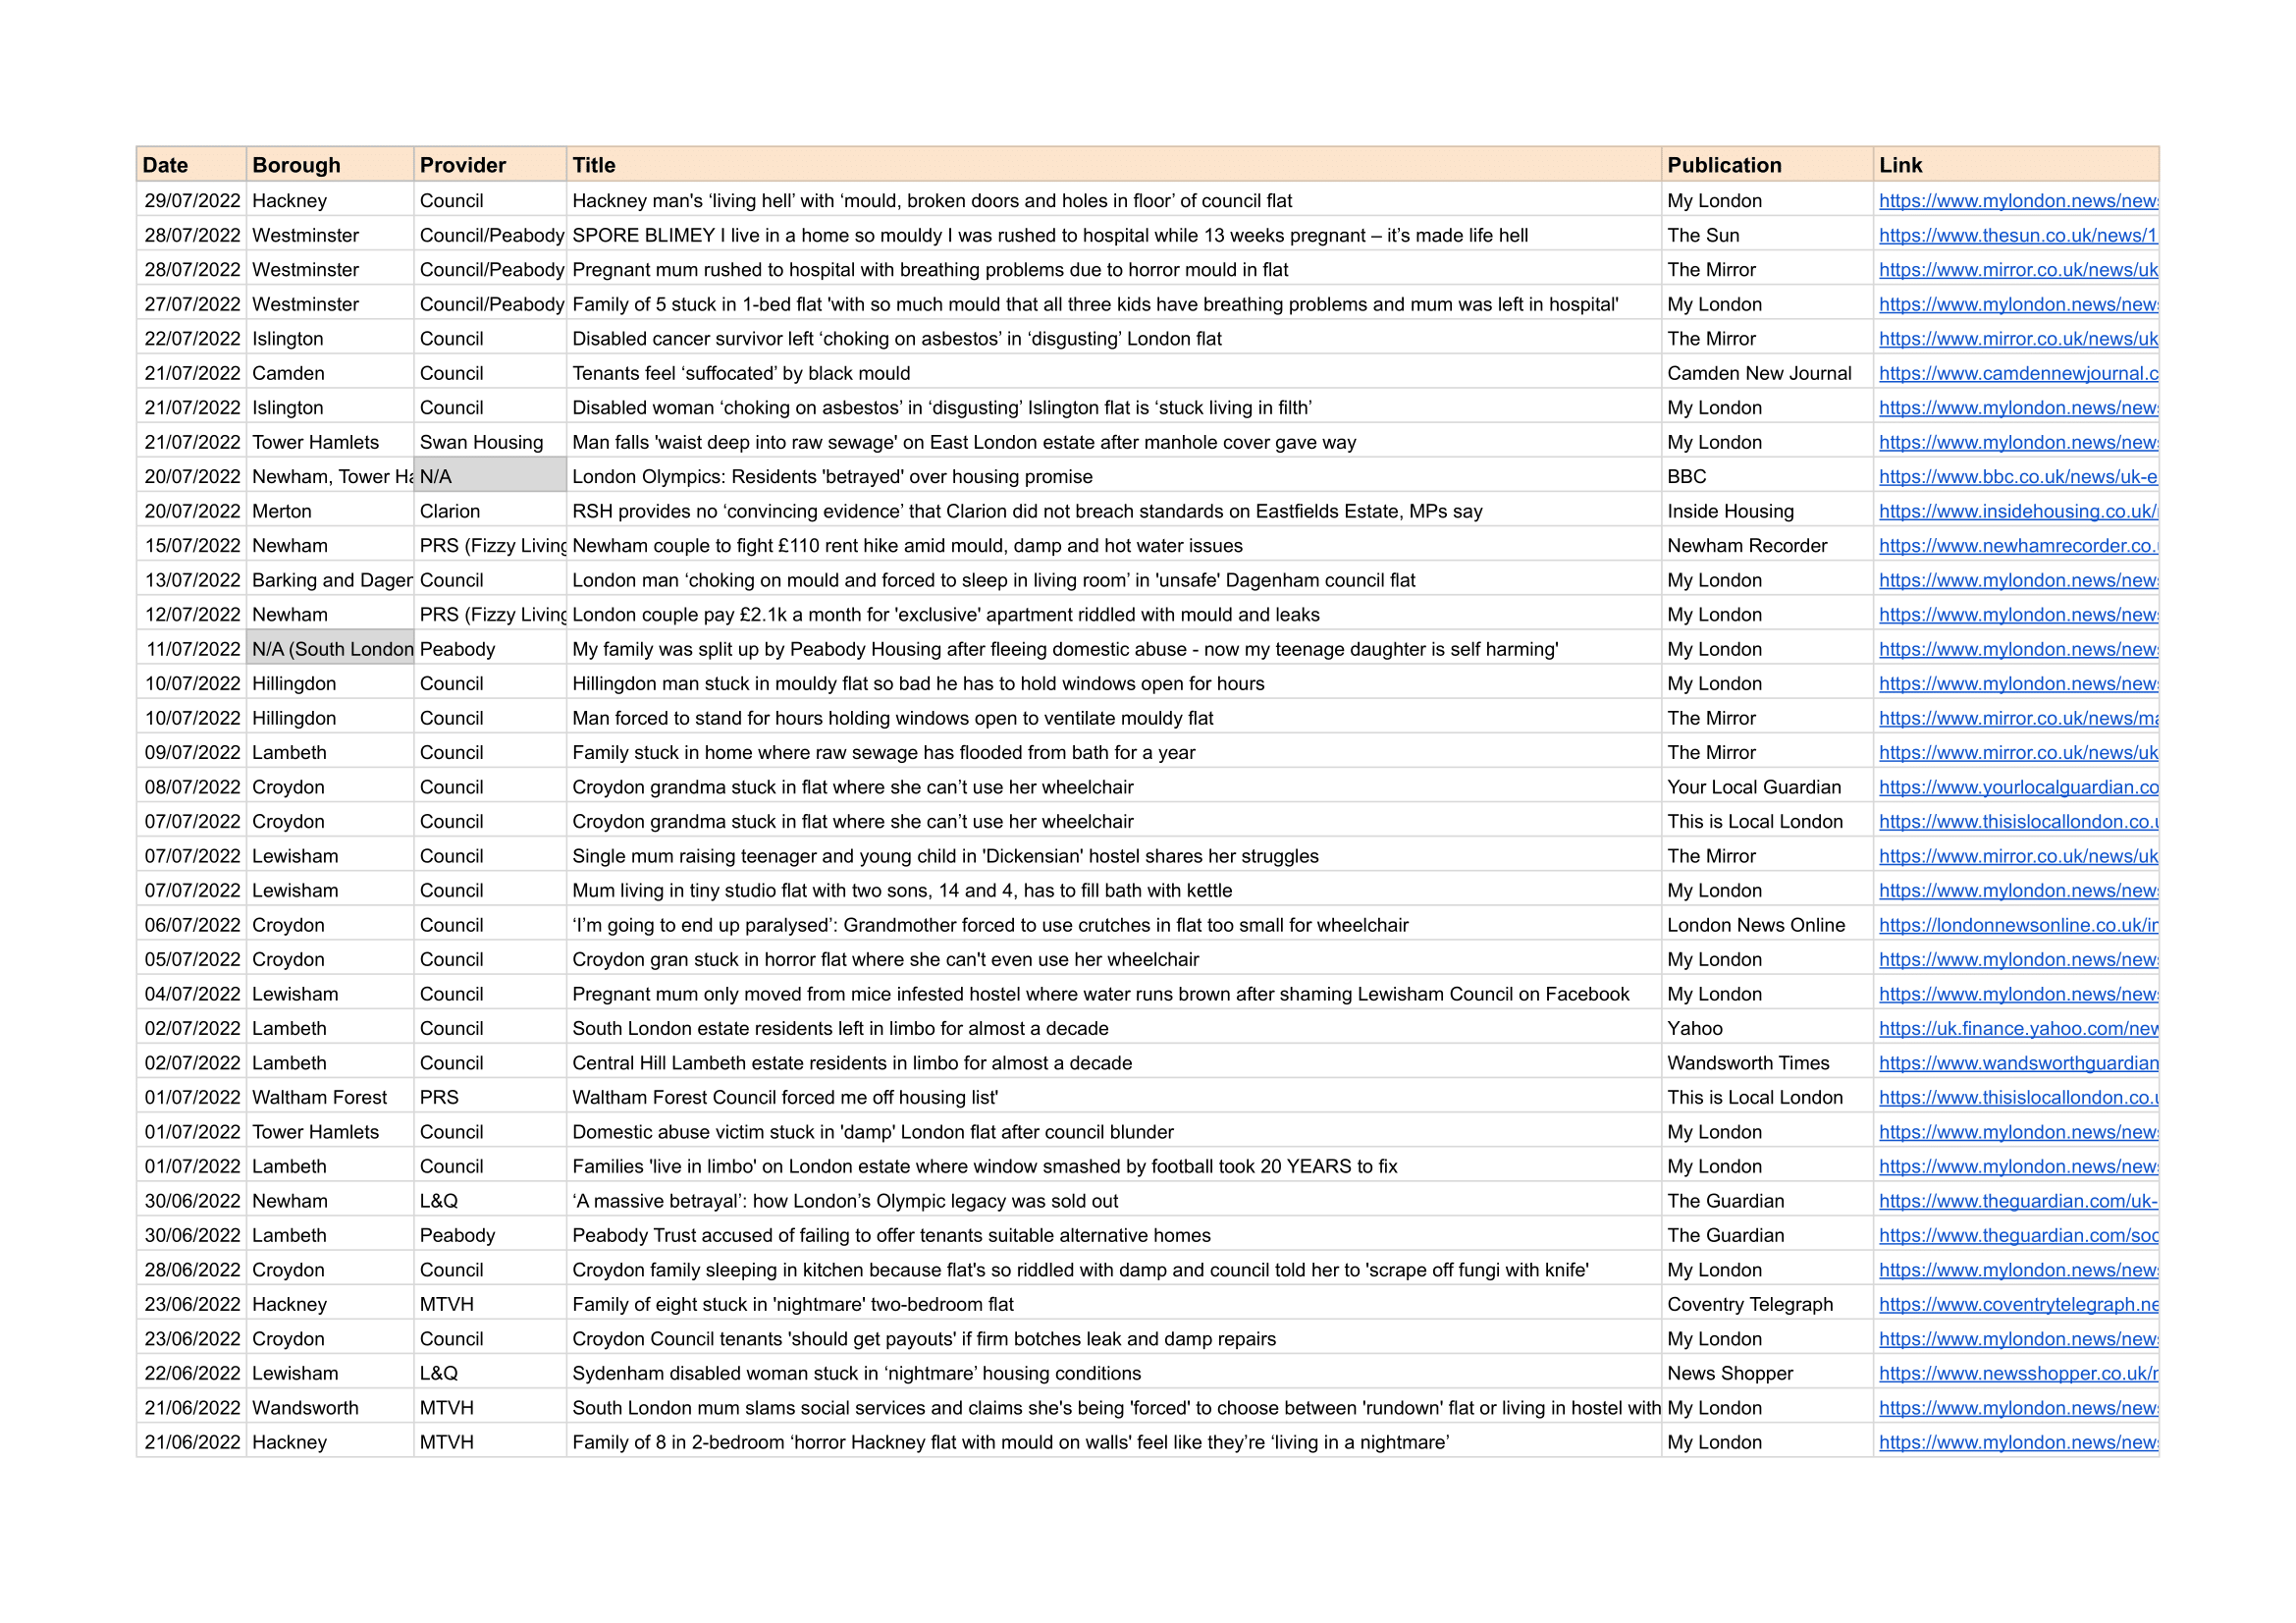 Date Borough Provider Title Publication Link
29/07/2022 Hackney Council Hackney man's ‘living hell’ with ‘mould, broken doors and holes in floor’ of council flat My London https://www.mylondon.news/news
28/07/2022 Westminster Council/Peabody SPORE BLIMEY I live in a home so mouldy I was rushed to hospital while 13 weeks pregnant – it’s made life hell The Sun https://www.thesun.co.uk/news/1
28/07/2022 Westminster Council/Peabody Pregnant mum rushed to hospital with breathing problems due to horror mould in flat The Mirror https://www.mirror.co.uk/news/uk
27/07/2022 Westminster Council/Peabody Family of 5 stuck in 1-bed flat 'with so much mould that all three kids have breathing problems and mum was left in hospital' My London https://www.mylondon.news/news
22/07/2022 Islington Council Disabled cancer survivor left ‘choking on asbestos’ in ‘disgusting’ London flat The Mirror https://www.mirror.co.uk/news/uk
21/07/2022 Camden Council Tenants feel ‘suffocated’ by black mould Camden New Journal https://www.camdennewjournal.c
21/07/2022 Islington Council Disabled woman ‘choking on asbestos’ in ‘disgusting’ Islington flat is ‘stuck living in filth’ My London https://www.mylondon.news/news
21/07/2022 Tower Hamlets Swan Housing Man falls 'waist deep into raw sewage' on East London estate after manhole cover gave way My London https://www.mylondon.news/news
20/07/2022 Newham, Tower Ha N/A London Olympics: Residents 'betrayed' over housing promise BBC https://www.bbc.co.uk/news/uk-e
20/07/2022 Merton Clarion RSH provides no ‘convincing evidence’ that Clarion did not breach standards on Eastfields Estate, MPs say Inside Housing https://www.insidehousing.co.uk/
15/07/2022 Newham PRS (Fizzy Living Newham couple to fight £110 rent hike amid mould, damp and hot water issues Newham Recorder https://www.newhamrecorder.co.
13/07/2022 Barking and Dagen Council London man ‘choking on mould and forced to sleep in living room’ in 'unsafe' Dagenham council flat My London https://www.mylondon.news/news
12/07/2022 Newham PRS (Fizzy Living London couple pay £2.1k a month for 'exclusive' apartment riddled with mould and leaks My London https://www.mylondon.news/news
11/07/2022 N/A (South London Peabody My family was split up by Peabody Housing after fleeing domestic abuse - now my teenage daughter is self harming' My London https://www.mylondon.news/news
10/07/2022 Hillingdon Council Hillingdon man stuck in mouldy flat so bad he has to hold windows open for hours My London https://www.mylondon.news/news
10/07/2022 Hillingdon Council Man forced to stand for hours holding windows open to ventilate mouldy flat The Mirror https://www.mirror.co.uk/news/ma
09/07/2022 Lambeth Council Family stuck in home where raw sewage has flooded from bath for a year The Mirror https://www.mirror.co.uk/news/uk
08/07/2022 Croydon Council Croydon grandma stuck in flat where she can’t use her wheelchair Your Local Guardian https://www.yourlocalguardian.co
07/07/2022 Croydon Council Croydon grandma stuck in flat where she can’t use her wheelchair This is Local London https://www.thisislocallondon.co.u
07/07/2022 Lewisham Council Single mum raising teenager and young child in 'Dickensian' hostel shares her struggles The Mirror https://www.mirror.co.uk/news/uk
07/07/2022 Lewisham Council Mum living in tiny studio flat with two sons, 14 and 4, has to fill bath with kettle My London https://www.mylondon.news/news
06/07/2022 Croydon Council ‘I’m going to end up paralysed’: Grandmother forced to use crutches in flat too small for wheelchair London News Online https://londonnewsonline.co.uk/in
05/07/2022 Croydon Council Croydon gran stuck in horror flat where she can't even use her wheelchair My London https://www.mylondon.news/news
04/07/2022 Lewisham Council Pregnant mum only moved from mice infested hostel where water runs brown after shaming Lewisham Council on Facebook My London https://www.mylondon.news/news
02/07/2022 Lambeth Council South London estate residents left in limbo for almost a decade Yahoo https://uk.finance.yahoo.com/new
02/07/2022 Lambeth Council Central Hill Lambeth estate residents in limbo for almost a decade Wandsworth Times https://www.wandsworthguardian
01/07/2022 Waltham Forest PRS Waltham Forest Council forced me off housing list' This is Local London https://www.thisislocallondon.co.u
01/07/2022 Tower Hamlets Council Domestic abuse victim stuck in 'damp' London flat after council blunder My London https://www.mylondon.news/news
01/07/2022 Lambeth Council Families 'live in limbo' on London estate where window smashed by football took 20 YEARS to fix My London https://www.mylondon.news/news
30/06/2022 Newham L&Q ‘A massive betrayal’: how London’s Olympic legacy was sold out The Guardian https://www.theguardian.com/uk-
30/06/2022 Lambeth Peabody Peabody Trust accused of failing to offer tenants suitable alternative homes The Guardian https://www.theguardian.com/soc
28/06/2022 Croydon Council Croydon family sleeping in kitchen because flat's so riddled with damp and council told her to 'scrape off fungi with knife' My London https://www.mylondon.news/news
23/06/2022 Hackney MTVH Family of eight stuck in 'nightmare' two-bedroom flat Coventry Telegraph https://www.coventrytelegraph.ne
23/06/2022 Croydon Council Croydon Council tenants 'should get payouts' if firm botches leak and damp repairs My London https://www.mylondon.news/news
22/06/2022 Lewisham L&Q Sydenham disabled woman stuck in ‘nightmare’ housing conditions News Shopper https://www.newsshopper.co.uk/n
21/06/2022 Wandsworth MTVH South London mum slams social services and claims she's being 'forced' to choose between 'rundown' flat or living in hostel with My London https://www.mylondon.news/news
21/06/2022 Hackney MTVH Family of 8 in 2-bedroom ‘horror Hackney flat with mould on walls' feel like they’re ‘living in a nightmare’ My London https://www.mylondon.news/news